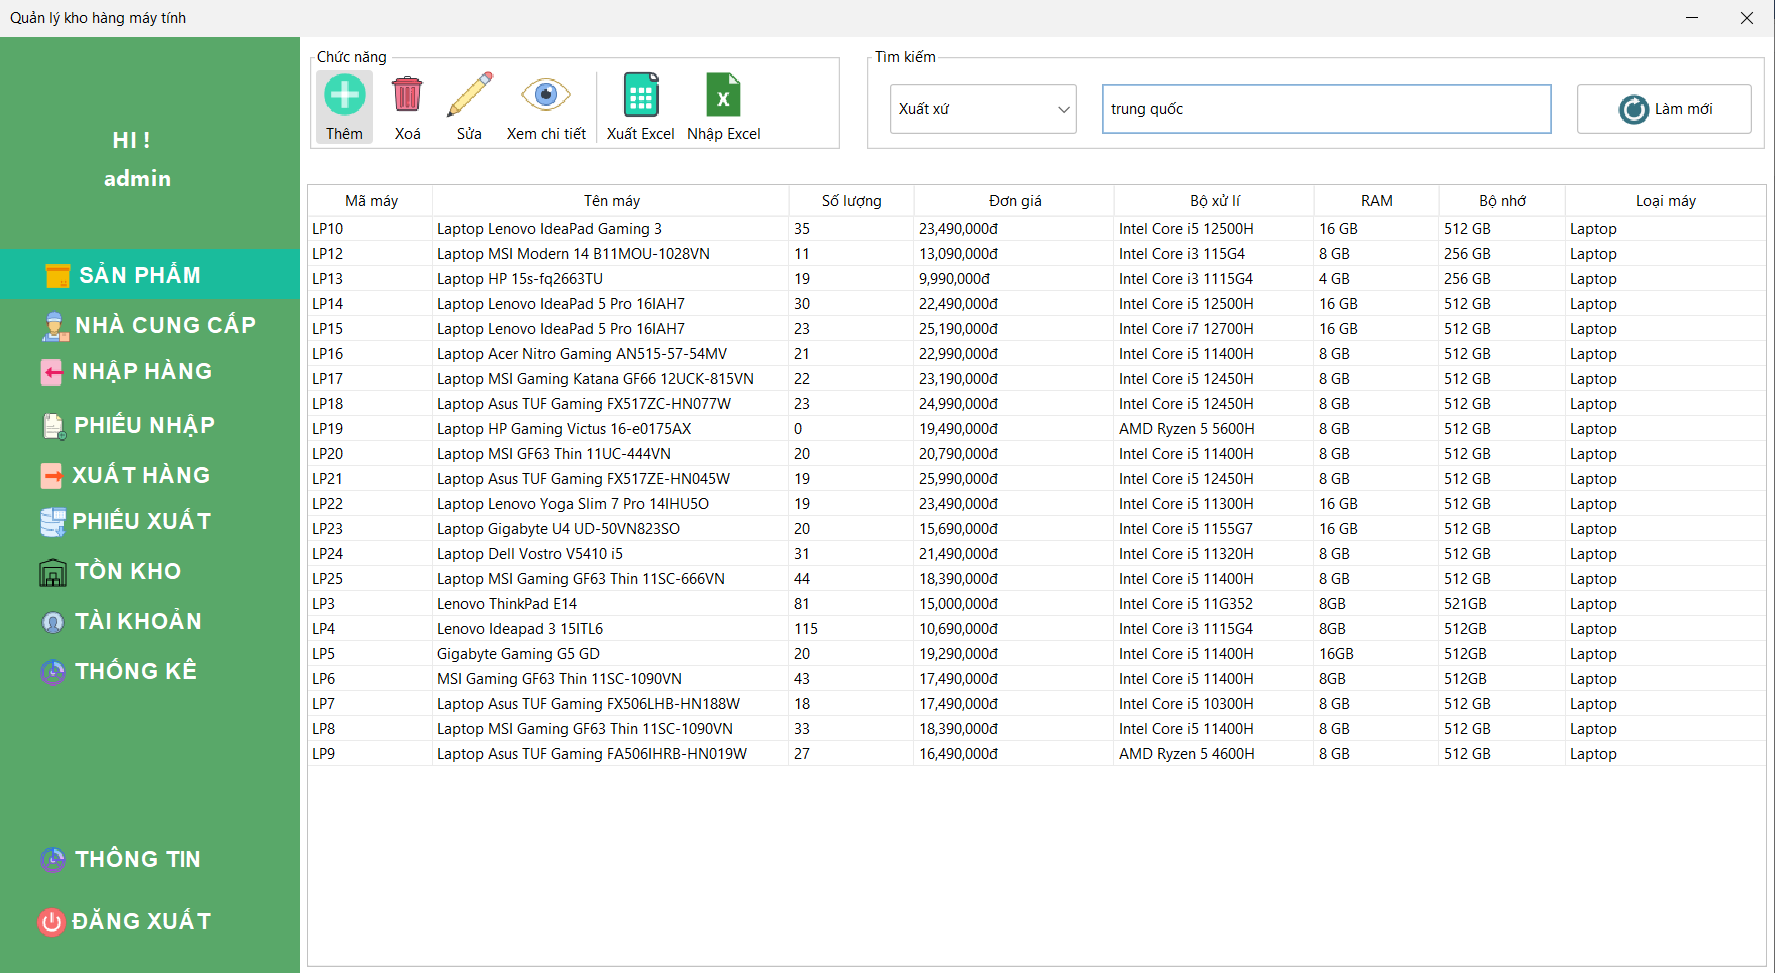 Quản lý kho hàng máy tính
HI !
admin
SẢN PHẨM
NHÀ CUNG CẤP
NHẬP HÀNG
PHIẾU NHẬP
XUẤT HÀNG
PHIẾU XUẤT
TỒN KHO
TÀI KHOẢN
THỐNG KÊ
THÔNG TIN
ĐĂNG XUẤT
Chức năng
Thêm Xoá Sửa Xem chi tiết Xuất Excel Nhập Excel
Tìm kiếm
Xuất xứ trung quốc Làm mới
Mã máy Tên máy Số lượng Đơn giá Bộ xử lí RAM Bộ nhớ Loại máy
LP10 Laptop Lenovo IdeaPad Gaming 3 35 23,490,000đ Intel Core i5 12500H 16 GB 512 GB Laptop
LP12 Laptop MSI Modern 14 B11MOU-1028VN 11 13,090,000đ Intel Core i3 115G4 8 GB 256 GB Laptop
LP13 Laptop HP 15s-fq2663TU 19 9,990,000đ Intel Core i3 1115G4 4 GB 256 GB Laptop
LP14 Laptop Lenovo IdeaPad 5 Pro 16IAH7 30 22,490,000đ Intel Core i5 12500H 16 GB 512 GB Laptop
LP15 Laptop Lenovo IdeaPad 5 Pro 16IAH7 23 25,190,000đ Intel Core i7 12700H 16 GB 512 GB Laptop
LP16 Laptop Acer Nitro Gaming AN515-57-54MV 21 22,990,000đ Intel Core i5 11400H 8 GB 512 GB Laptop
LP17 Laptop MSI Gaming Katana GF66 12UCK-815VN 22 23,190,000đ Intel Core i5 12450H 8 GB 512 GB Laptop
LP18 Laptop Asus TUF Gaming FX517ZC-HN077W 23 24,990,000đ Intel Core i5 12450H 8 GB 512 GB Laptop
LP19 Laptop HP Gaming Victus 16-e0175AX 0 19,490,000đ AMD Ryzen 5 5600H 8 GB 512 GB Laptop
LP20 Laptop MSI GF63 Thin 11UC-444VN 20 20,790,000đ Intel Core i5 11400H 8 GB 512 GB Laptop
LP21 Laptop Asus TUF Gaming FX517ZE-HN045W 19 25,990,000đ Intel Core i5 12450H 8 GB 512 GB Laptop
LP22 Laptop Lenovo Yoga Slim 7 Pro 14IHU5O 19 23,490,000đ Intel Core i5 11300H 16 GB 512 GB Laptop
LP23 Laptop Gigabyte U4 UD-50VN823SO 20 15,690,000đ Intel Core i5 1155G7 16 GB 512 GB Laptop
LP24 Laptop Dell Vostro V5410 i5 31 21,490,000đ Intel Core i5 11320H 8 GB 512 GB Laptop
LP25 Laptop MSI Gaming GF63 Thin 11SC-666VN 44 18,390,000đ Intel Core i5 11400H 8 GB 512 GB Laptop
LP3 Lenovo ThinkPad E14 81 15,000,000đ Intel Core i5 11G352 8GB 521GB Laptop
LP4 Lenovo Ideapad 3 15ITL6 115 10,690,000đ Intel Core i3 1115G4 8GB 512GB Laptop
LP5 Gigabyte Gaming G5 GD 20 19,290,000đ Intel Core i5 11400H 16GB 512GB Laptop
LP6 MSI Gaming GF63 Thin 11SC-1090VN 43 17,490,000đ Intel Core i5 11400H 8GB 512GB Laptop
LP7 Laptop Asus TUF Gaming FX506LHB-HN188W 18 17,490,000đ Intel Core i5 10300H 8 GB 512 GB Laptop
LP8 Laptop MSI Gaming GF63 Thin 11SC-1090VN 33 18,390,000đ Intel Core i5 11400H 8 GB 512 GB Laptop
LP9 Laptop Asus TUF Gaming FA506IHRB-HN019W 27 16,490,000đ AMD Ryzen 5 4600H 8 GB 512 GB Laptop